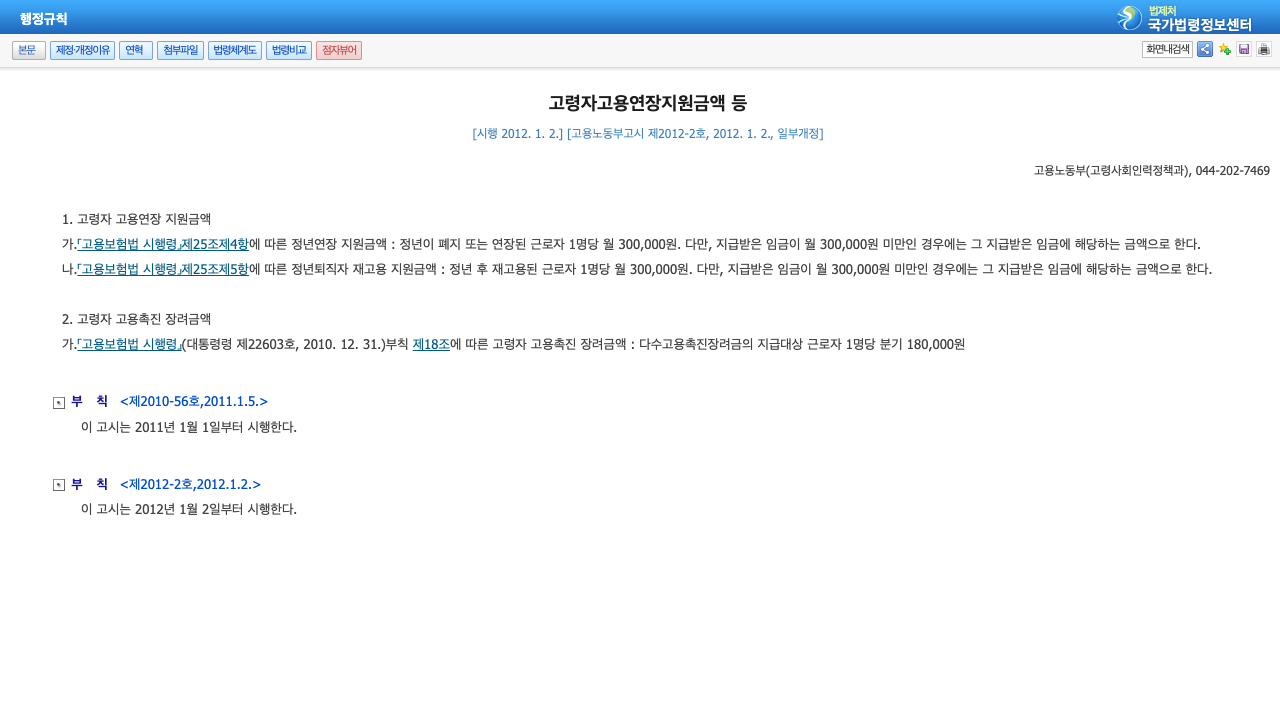 행정규칙
법제처
국가법령정보센터
본문 제정·개정이유 연혁 첨부파일 법령체계도 법령비교 점자뷰어 화면내검색
고령자고용연장지원금액 등
[시행 2012. 1. 2.] [고용노동부고시 제2012-2호, 2012. 1. 2., 일부개정]
고용노동부(고령사회인력정책과), 044-202-7469
1. 고령자 고용연장 지원금액
가.「고용보험법 시행령」제25조제4항에 따른 정년연장 지원금액 : 정년이 폐지 또는 연장된 근로자 1명당 월 300,000원. 다만, 지급받은 임금이 월 300,000원 미만인 경우에는 그 지급받은 임금에 해당하는 금액으로 한다.
나.「고용보험법 시행령」제25조제5항에 따른 정년퇴직자 재고용 지원금액 : 정년 후 재고용된 근로자 1명당 월 300,000원. 다만, 지급받은 임금이 월 300,000원 미만인 경우에는 그 지급받은 임금에 해당하는 금액으로 한다.
2. 고령자 고용촉진 장려금액
가.「고용보험법 시행령」(대통령령 제22603호, 2010. 12. 31.)부칙 제18조에 따른 고령자 고용촉진 장려금액 : 다수고용촉진장려금의 지급대상 근로자 1명당 분기 180,000원
부 칙 <제2010-56호,2011.1.5.>
이 고시는 2011년 1월 1일부터 시행한다.
부 칙 <제2012-2호,2012.1.2.>
이 고시는 2012년 1월 2일부터 시행한다.